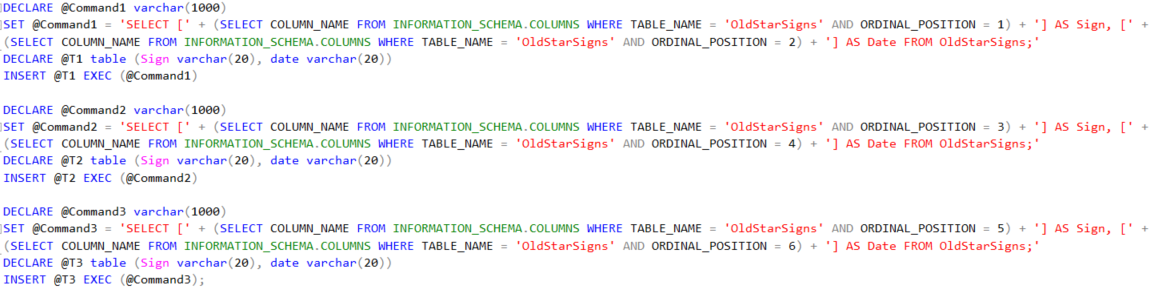 DECLARE @Command1 varchar(1000)
SET @Command1 = 'SELECT [' + (SELECT COLUMN_NAME FROM INFORMATION_SCHEMA.COLUMNS WHERE TABLE_NAME = 'OldStarSigns' AND ORDINAL_POSITION = 1) + '] AS Sign, [' +
(SELECT COLUMN_NAME FROM INFORMATION_SCHEMA.COLUMNS WHERE TABLE_NAME = 'OldStarSigns' AND ORDINAL_POSITION = 2) + '] AS Date FROM OldStarSigns;'
DECLARE @T1 table (Sign varchar(20), date varchar(20))
INSERT @T1 EXEC (@Command1)

DECLARE @Command2 varchar(1000)
SET @Command2 = 'SELECT [' + (SELECT COLUMN_NAME FROM INFORMATION_SCHEMA.COLUMNS WHERE TABLE_NAME = 'OldStarSigns' AND ORDINAL_POSITION = 3) + '] AS Sign, [' +
(SELECT COLUMN_NAME FROM INFORMATION_SCHEMA.COLUMNS WHERE TABLE_NAME = 'OldStarSigns' AND ORDINAL_POSITION = 4) + '] AS Date FROM OldStarSigns;'
DECLARE @T2 table (Sign varchar(20), date varchar(20))
INSERT @T2 EXEC (@Command2)

DECLARE @Command3 varchar(1000)
SET @Command3 = 'SELECT [' + (SELECT COLUMN_NAME FROM INFORMATION_SCHEMA.COLUMNS WHERE TABLE_NAME = 'OldStarSigns' AND ORDINAL_POSITION = 5) + '] AS Sign, [' +
(SELECT COLUMN_NAME FROM INFORMATION_SCHEMA.COLUMNS WHERE TABLE_NAME = 'OldStarSigns' AND ORDINAL_POSITION = 6) + '] AS Date FROM OldStarSigns;'
DECLARE @T3 table (Sign varchar(20), date varchar(20))
INSERT @T3 EXEC (@Command3);